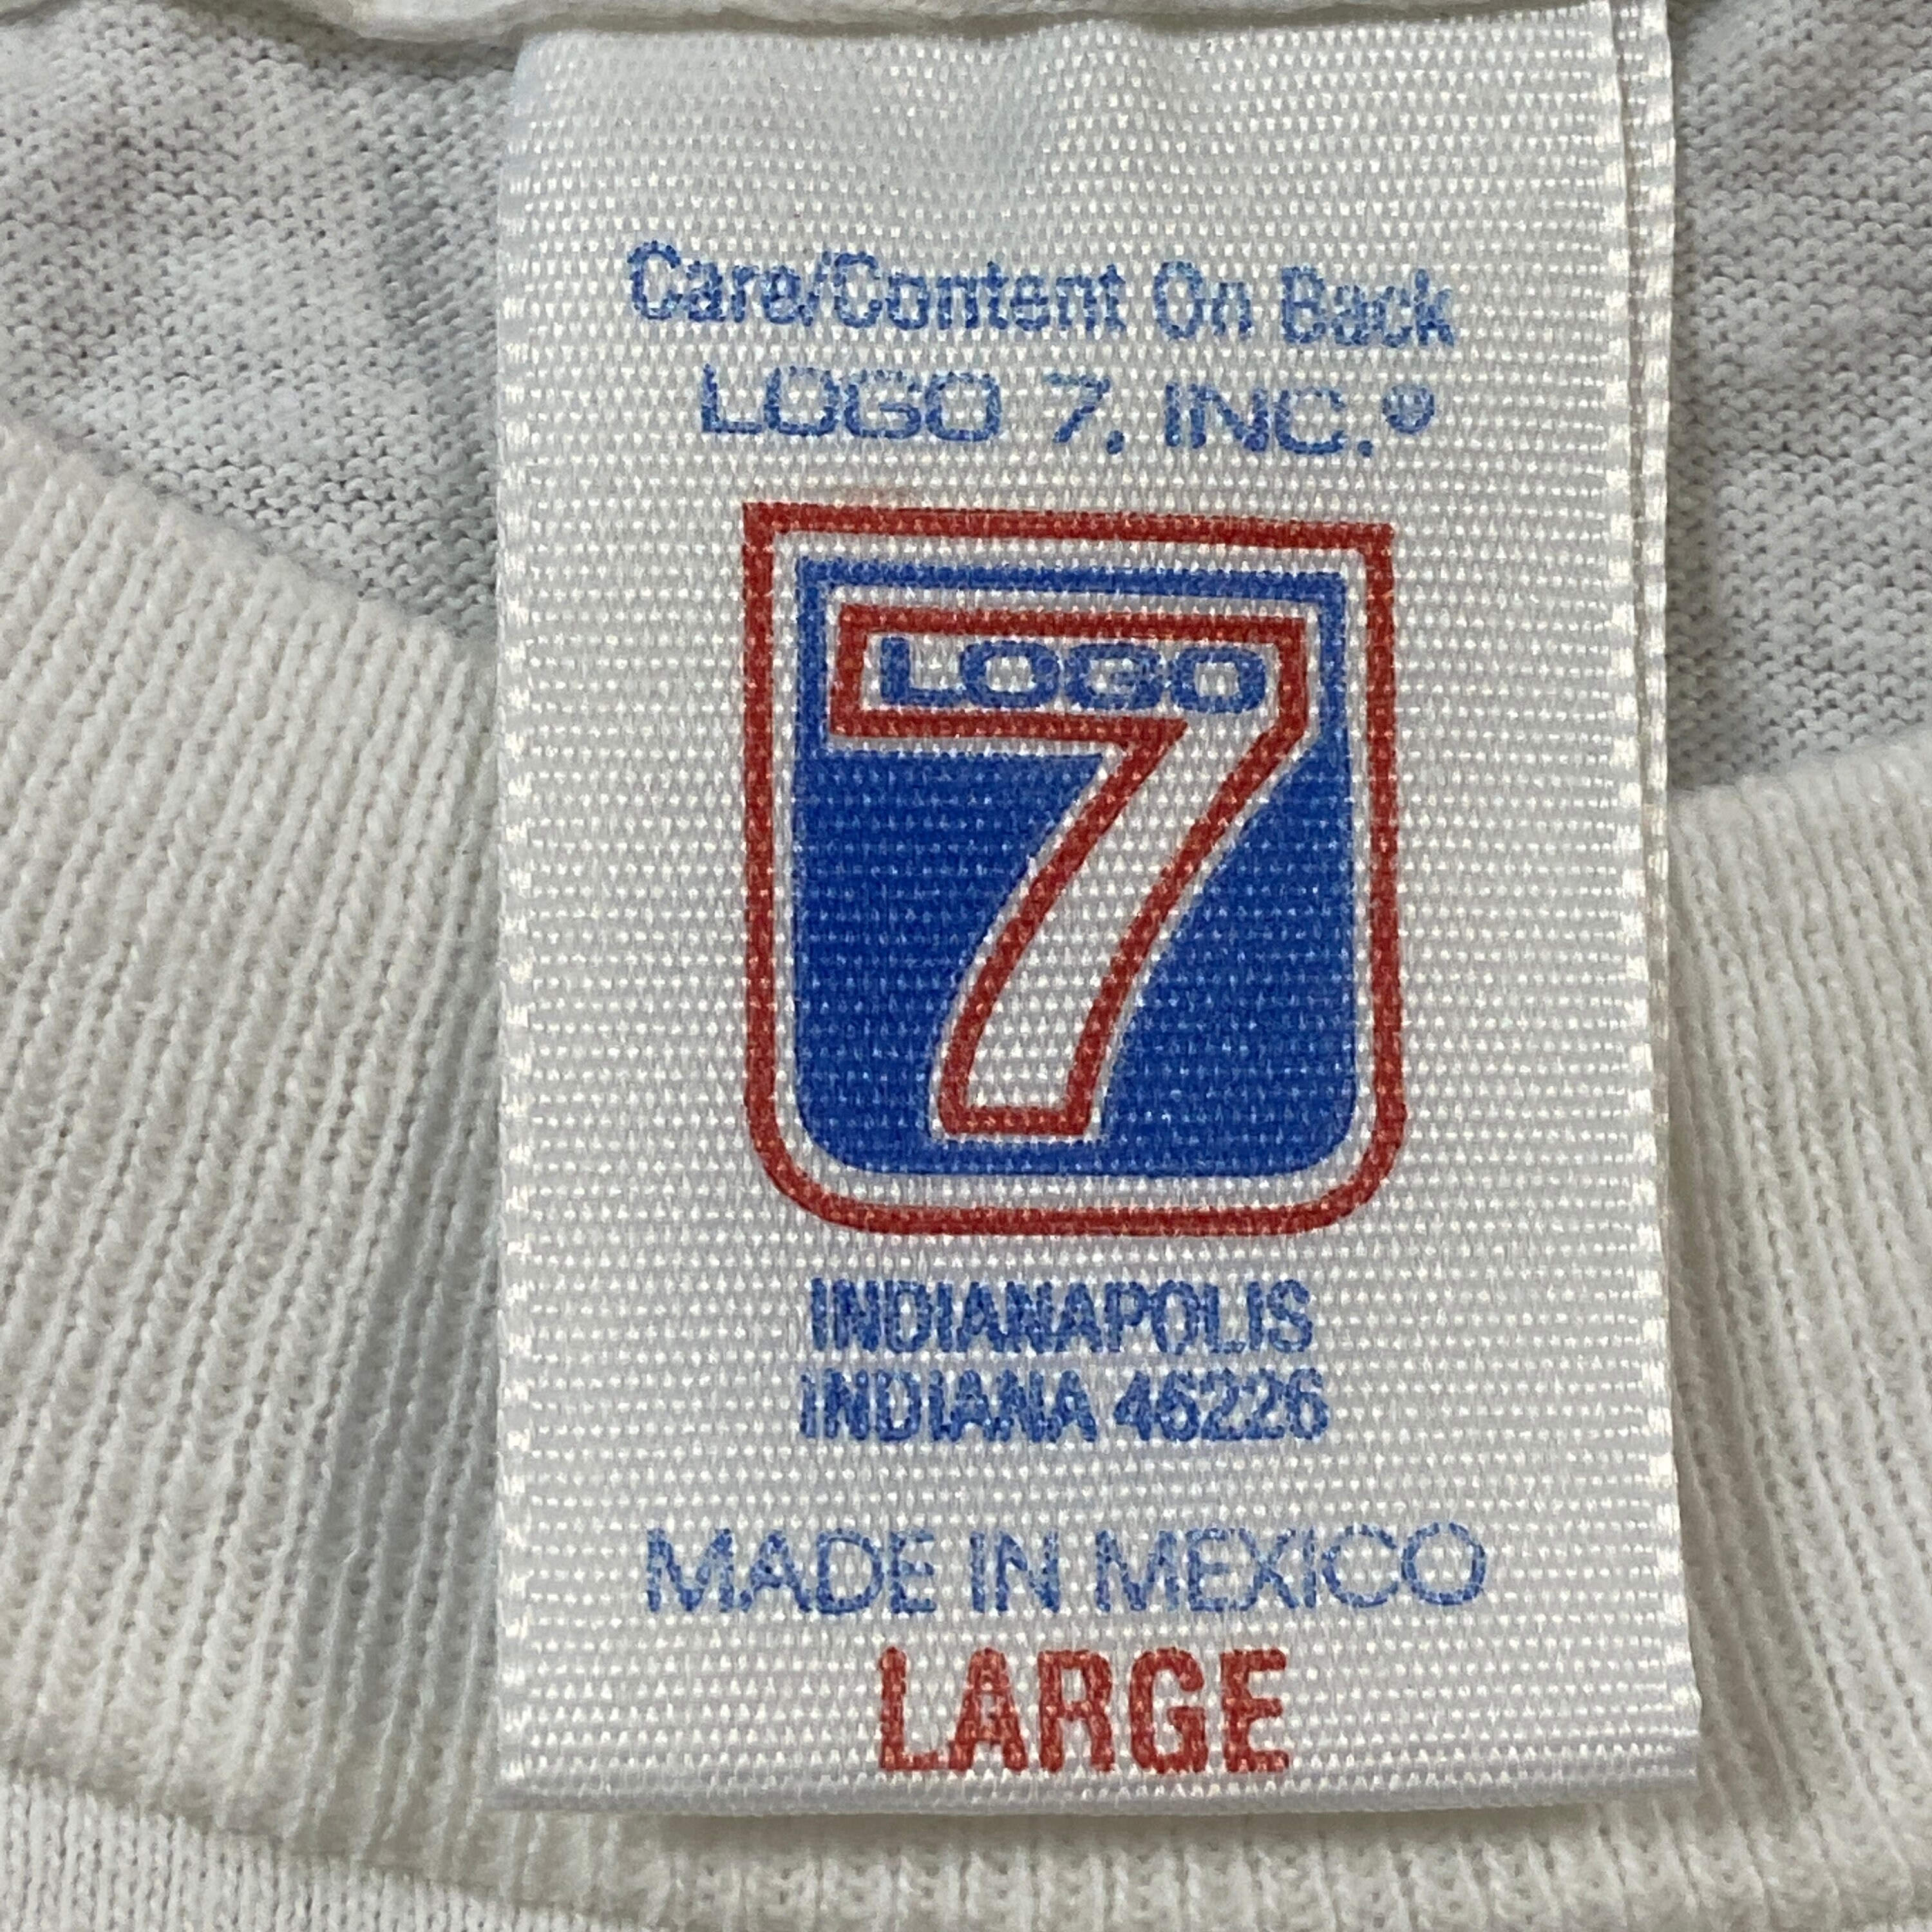 Care/Content On Back
LOGO 7, INC.®
LOGO
7
INDIANAPOLIS
INDIANA 46226
MADE IN MEXICO
LARGE